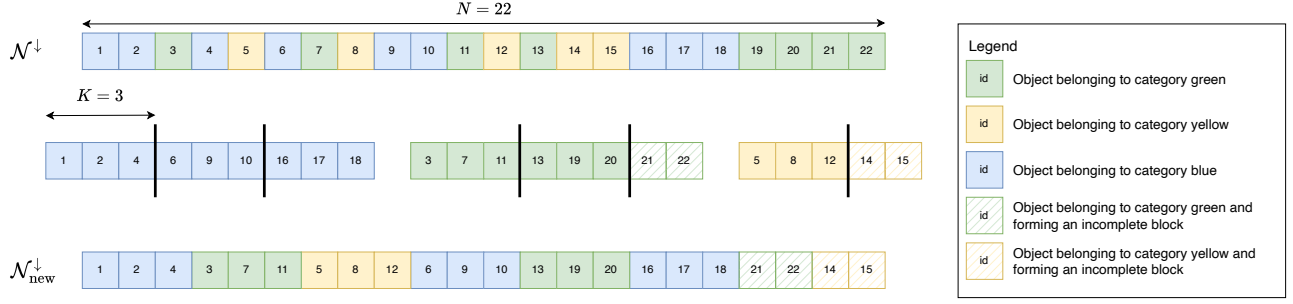 N = 22
𝒩↓
1 2 3 4 5 6 7 8 9 10 11 12 13 14 15 16 17 18 19 20 21 22
K = 3
1 2 4 6 9 10 16 17 18
3 7 11 13 19 20 21 22
5 8 12 14 15
𝒩↓new
1 2 4 3 7 11 5 8 12 6 9 10 13 19 20 16 17 18 21 22 14 15
Legend
id Object belonging to category green
id Object belonging to category yellow
id Object belonging to category blue
id Object belonging to category green and
forming an incomplete block
id Object belonging to category yellow and
forming an incomplete block